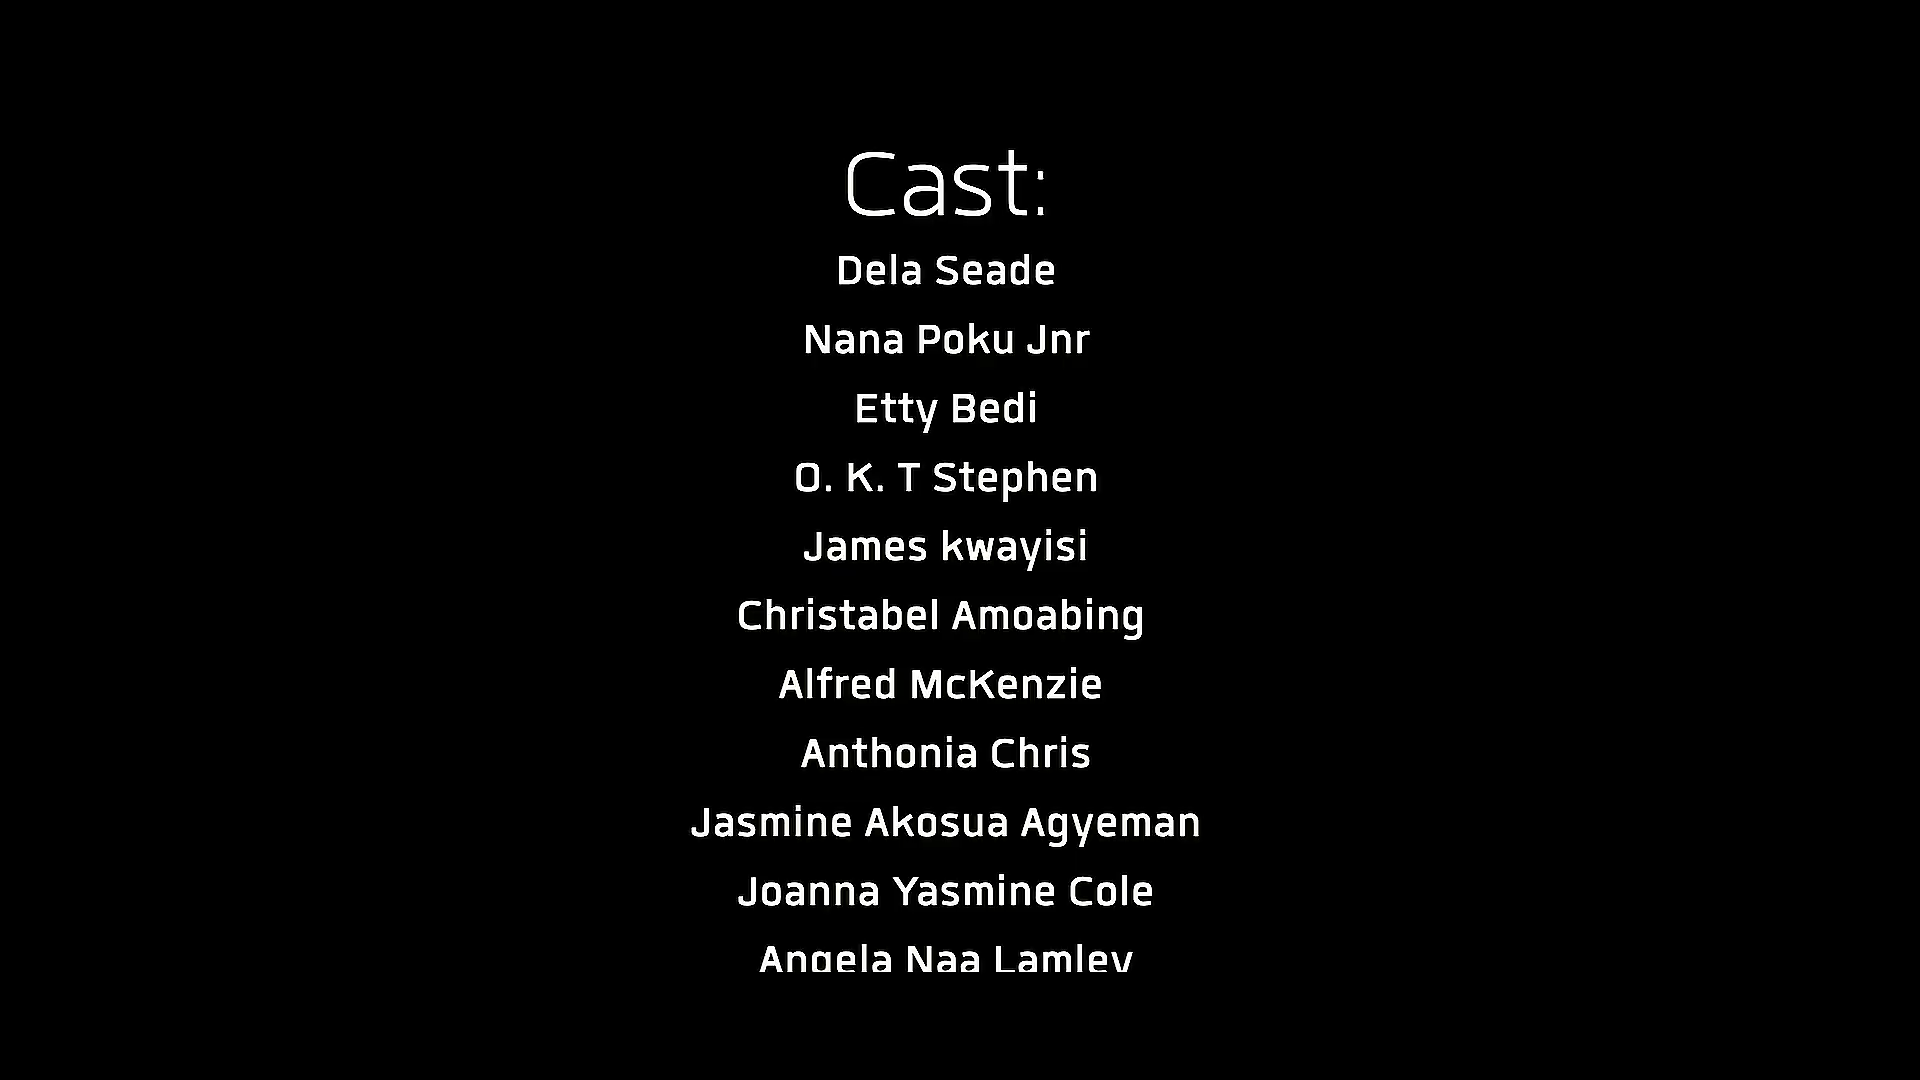 Cast:
Dela Seade
Nana Poku Jnr
Etty Bedi
O. K. T Stephen
James kwayisi
Christabel Amoabing
Alfred McKenzie
Anthonia Chris
Jasmine Akosua Agyeman
Joanna Yasmine Cole
Angela Naa Lamley